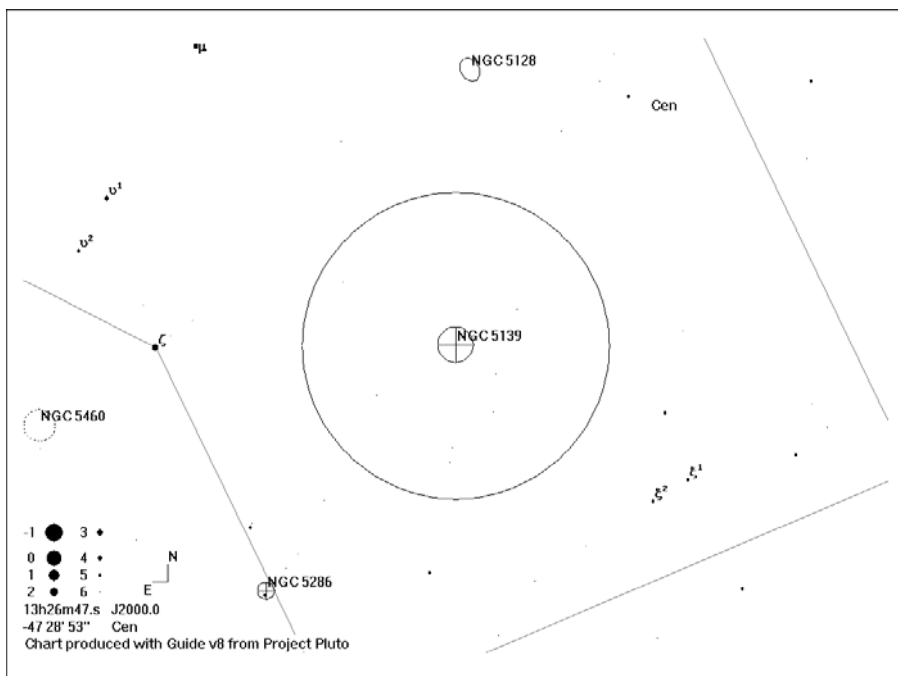 μ
NGC 5128
Cen
υ1
υ2
NGC 5139
ζ
NGC 5460
ξ1
ξ2
-1 3
0 4
1 5
2 6
N
E
NGC 5286
13h26m47.s J2000.0
-47 28' 53" Cen
Chart produced with Guide v8 from Project Pluto